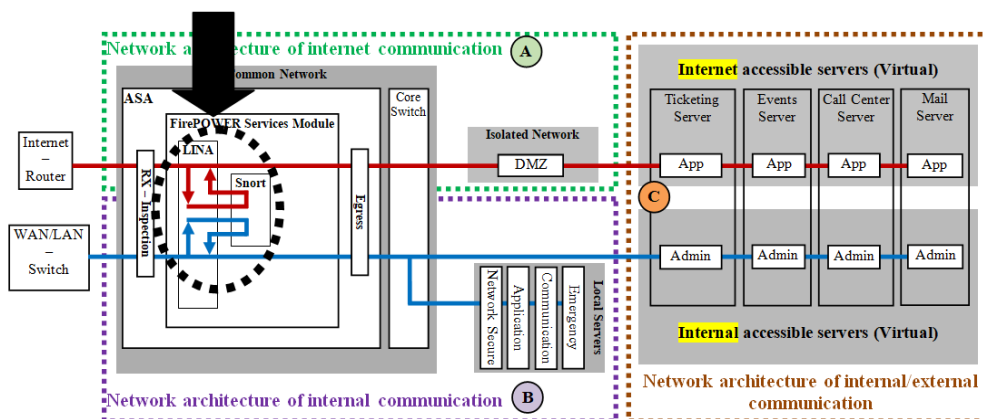 Network architecture of internet communication
A
Common Network
ASA
Core
Switch
FirePOWER Services Module
LINA
Snort
Internet
–
Router
RX – Inspection
Egress
Isolated Network
DMZ
WAN/LAN
–
Switch
Network Secure
Application
Communication
Emergency
Local Servers
Network architecture of internal communication
B
Internet accessible servers (Virtual)
Ticketing
Server
Events
Server
Call Center
Server
Mail
Server
App
App
App
App
C
Admin
Admin
Admin
Admin
Internal accessible servers (Virtual)
Network architecture of internal/external
communication